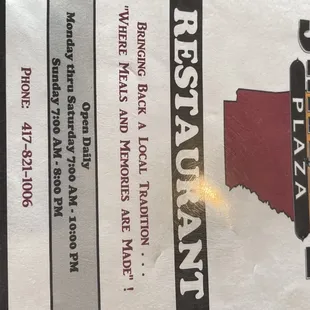 PLAZA
RESTAURANT
BRINGING BACK A LOCAL TRADITION . . .
"WHERE MEALS AND MEMORIES ARE MADE" !
Open Daily
Monday thru Saturday 7:00 AM - 10:00 PM
Sunday 7:00 AM - 8:00 PM
PHONE: 417-821-1006